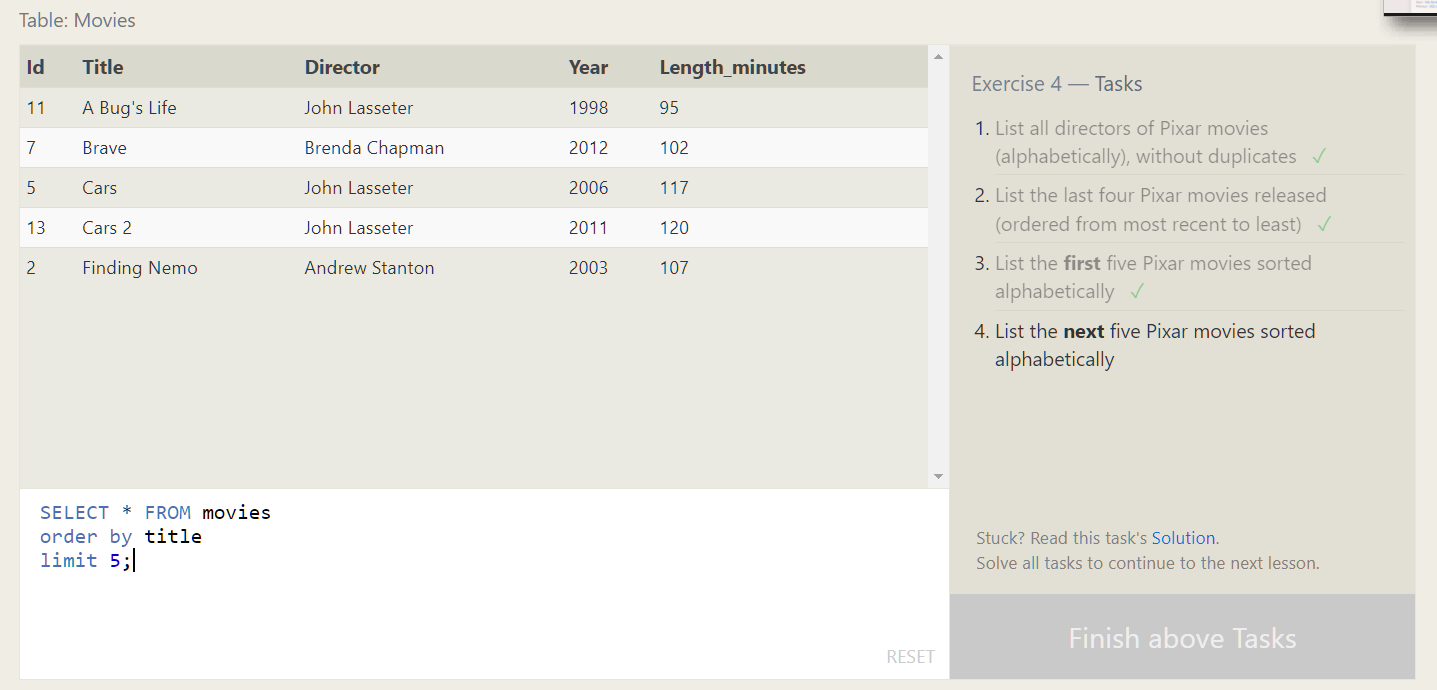 Table: Movies
Id Title Director Year Length_minutes
11 A Bug's Life John Lasseter 1998 95
7 Brave Brenda Chapman 2012 102
5 Cars John Lasseter 2006 117
13 Cars 2 John Lasseter 2011 120
2 Finding Nemo Andrew Stanton 2003 107
SELECT * FROM movies
order by title
limit 5;
RESET
Exercise 4 — Tasks
1. List all directors of Pixar movies
(alphabetically), without duplicates ✓
2. List the last four Pixar movies released
(ordered from most recent to least) ✓
3. List the first five Pixar movies sorted
alphabetically ✓
4. List the next five Pixar movies sorted
alphabetically
Stuck? Read this task's Solution.
Solve all tasks to continue to the next lesson.
Finish above Tasks